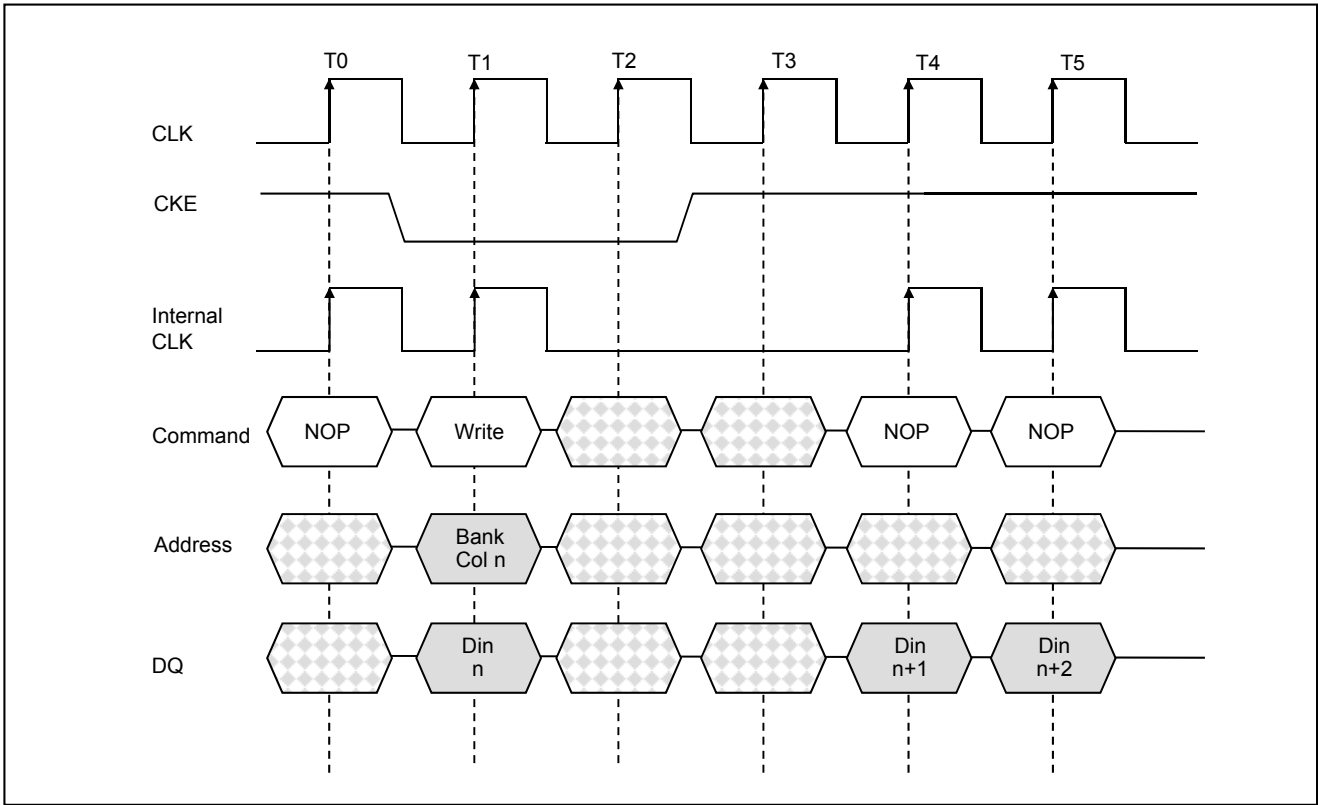 T0 T1 T2 T3 T4 T5
CLK
CKE
Internal
CLK
Command NOP Write NOP NOP
Address Bank
Col n
DQ Din
n Din
n+1 Din
n+2